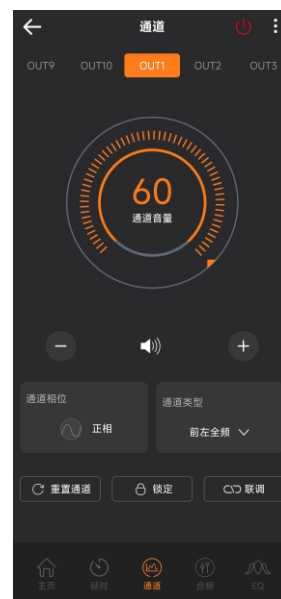 通道
OUT9 OUT10 OUT1 OUT2 OUT3
60
通道音量
通道相位
正相
通道类型
前左全频
重置通道 锁定 联调
主页 延时 通道 音频 EQ